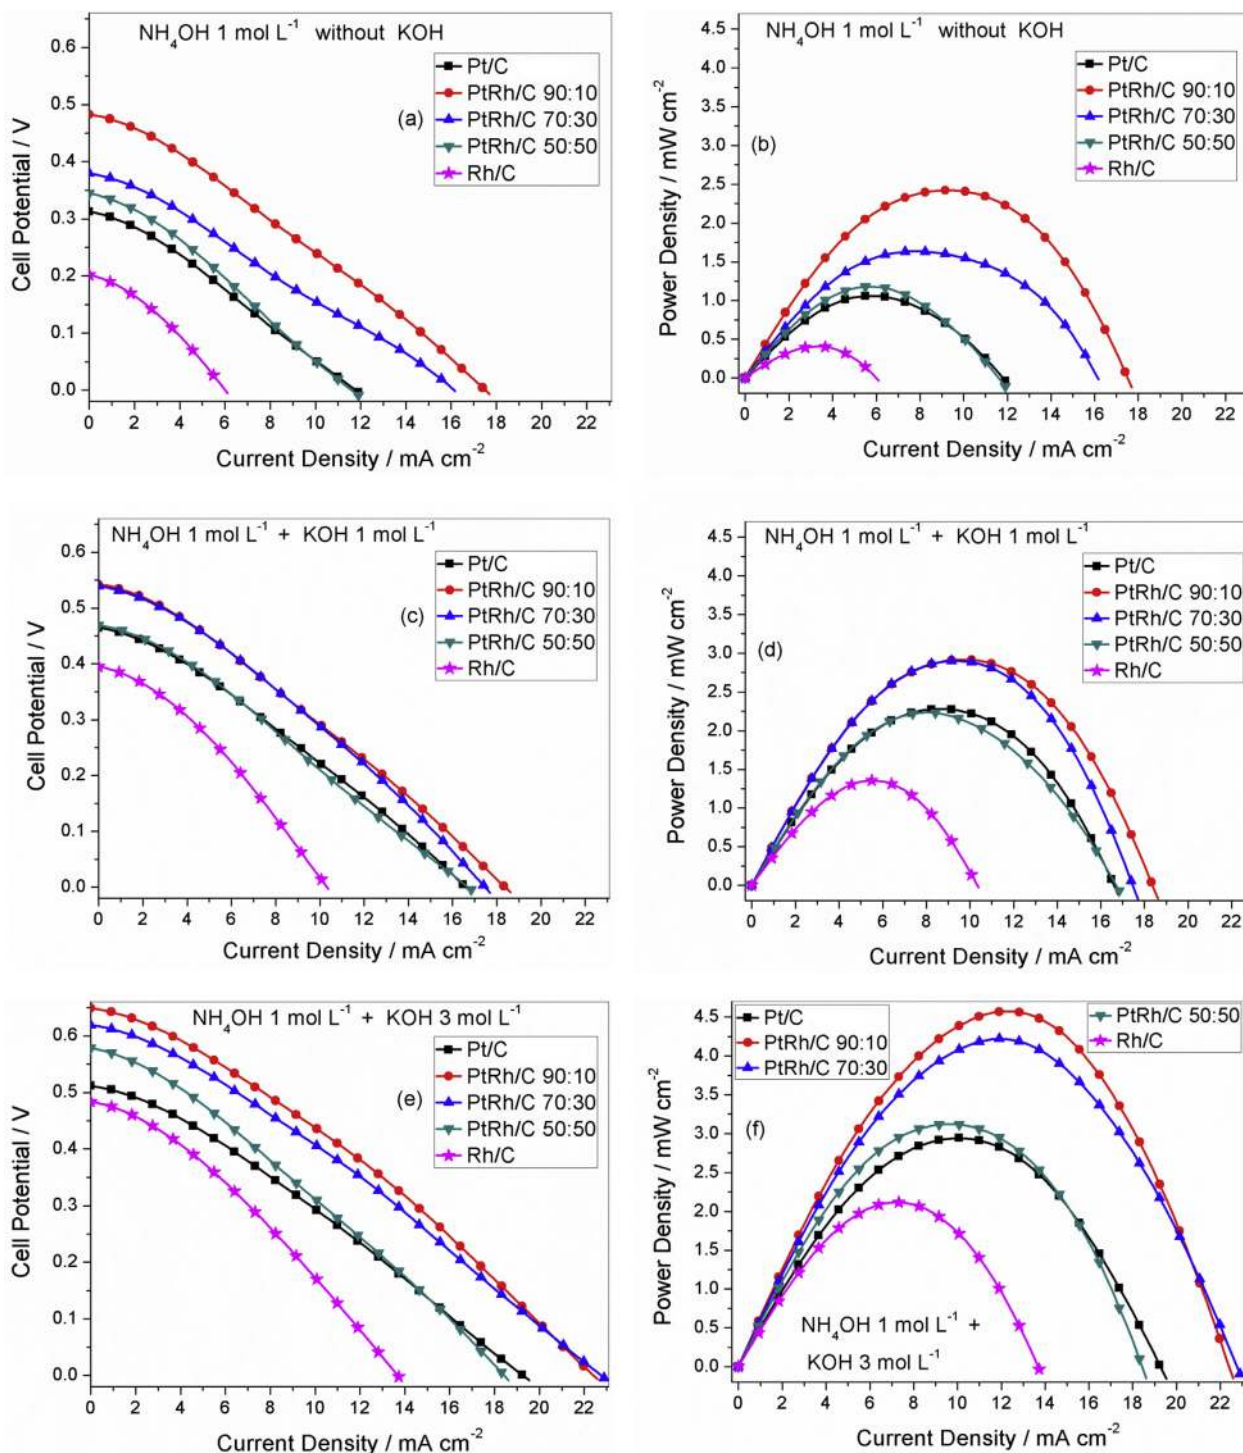 NH₄OH 1 mol L⁻¹ without KOH
Pt/C
PtRh/C 90:10
PtRh/C 70:30
PtRh/C 50:50
Rh/C
(a)
Cell Potential / V
0.6
0.5
0.4
0.3
0.2
0.1
0.0
0 2 4 6 8 10 12 14 16 18 20 22
Current Density / mA cm⁻²
NH₄OH 1 mol L⁻¹ without KOH
Pt/C
PtRh/C 90:10
PtRh/C 70:30
PtRh/C 50:50
Rh/C
(b)
Power Density / mW cm⁻²
4.5
4.0
3.5
3.0
2.5
2.0
1.5
1.0
0.5
0.0
0 2 4 6 8 10 12 14 16 18 20 22
Current Density / mA cm⁻²
NH₄OH 1 mol L⁻¹ + KOH 1 mol L⁻¹
Pt/C
PtRh/C 90:10
PtRh/C 70:30
PtRh/C 50:50
Rh/C
(c)
Cell Potential / V
0.6
0.5
0.4
0.3
0.2
0.1
0.0
0 2 4 6 8 10 12 14 16 18 20 22
Current Density / mA cm⁻²
NH₄OH 1 mol L⁻¹ + KOH 1 mol L⁻¹
Pt/C
PtRh/C 90:10
PtRh/C 70:30
PtRh/C 50:50
Rh/C
(d)
Power Density / mW cm⁻²
4.5
4.0
3.5
3.0
2.5
2.0
1.5
1.0
0.5
0.0
0 2 4 6 8 10 12 14 16 18 20 22
Current Density / mA cm⁻²
NH₄OH 1 mol L⁻¹ + KOH 3 mol L⁻¹
Pt/C
PtRh/C 90:10
PtRh/C 70:30
PtRh/C 50:50
Rh/C
(e)
Cell Potential / V
0.6
0.5
0.4
0.3
0.2
0.1
0.0
0 2 4 6 8 10 12 14 16 18 20 22
Current Density / mA cm⁻²
Pt/C
PtRh/C 90:10
PtRh/C 70:30
PtRh/C 50:50
Rh/C
(f)
NH₄OH 1 mol L⁻¹ +
KOH 3 mol L⁻¹
Power Density / mW cm⁻²
4.5
4.0
3.5
3.0
2.5
2.0
1.5
1.0
0.5
0.0
0 2 4 6 8 10 12 14 16 18 20 22
Current Density / mA cm⁻²